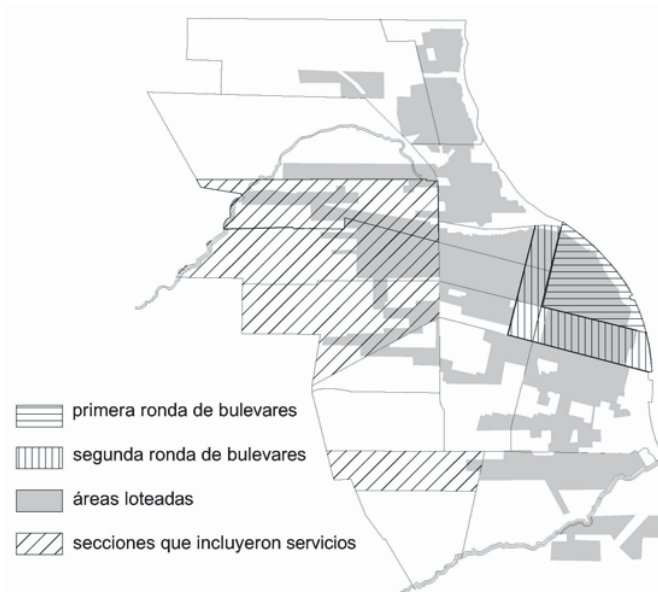 primera ronda de bulevares
segunda ronda de bulevares
áreas loteadas
secciones que incluyeron servicios